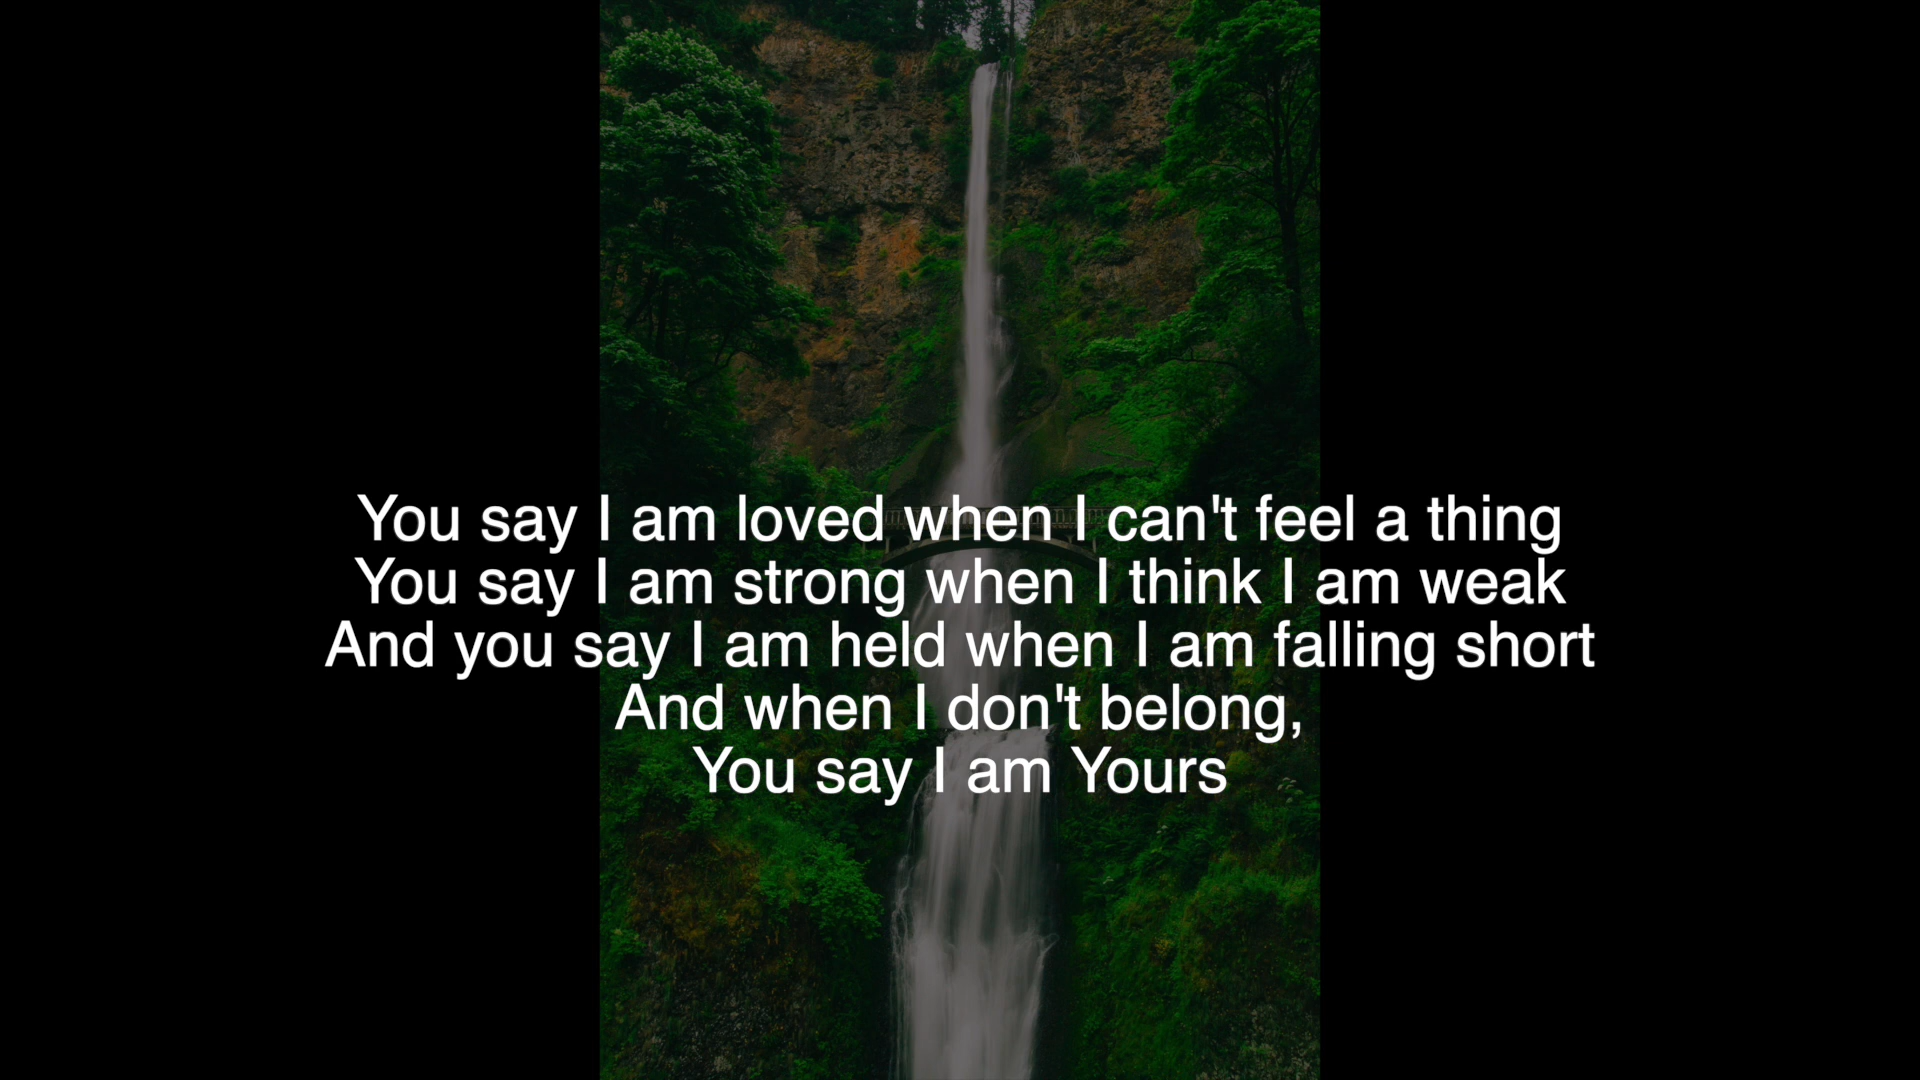 You say I am loved when I can't feel a thing
You say I am strong when I think I am weak
And you say I am held when I am falling short
And when I don't belong,
You say I am Yours